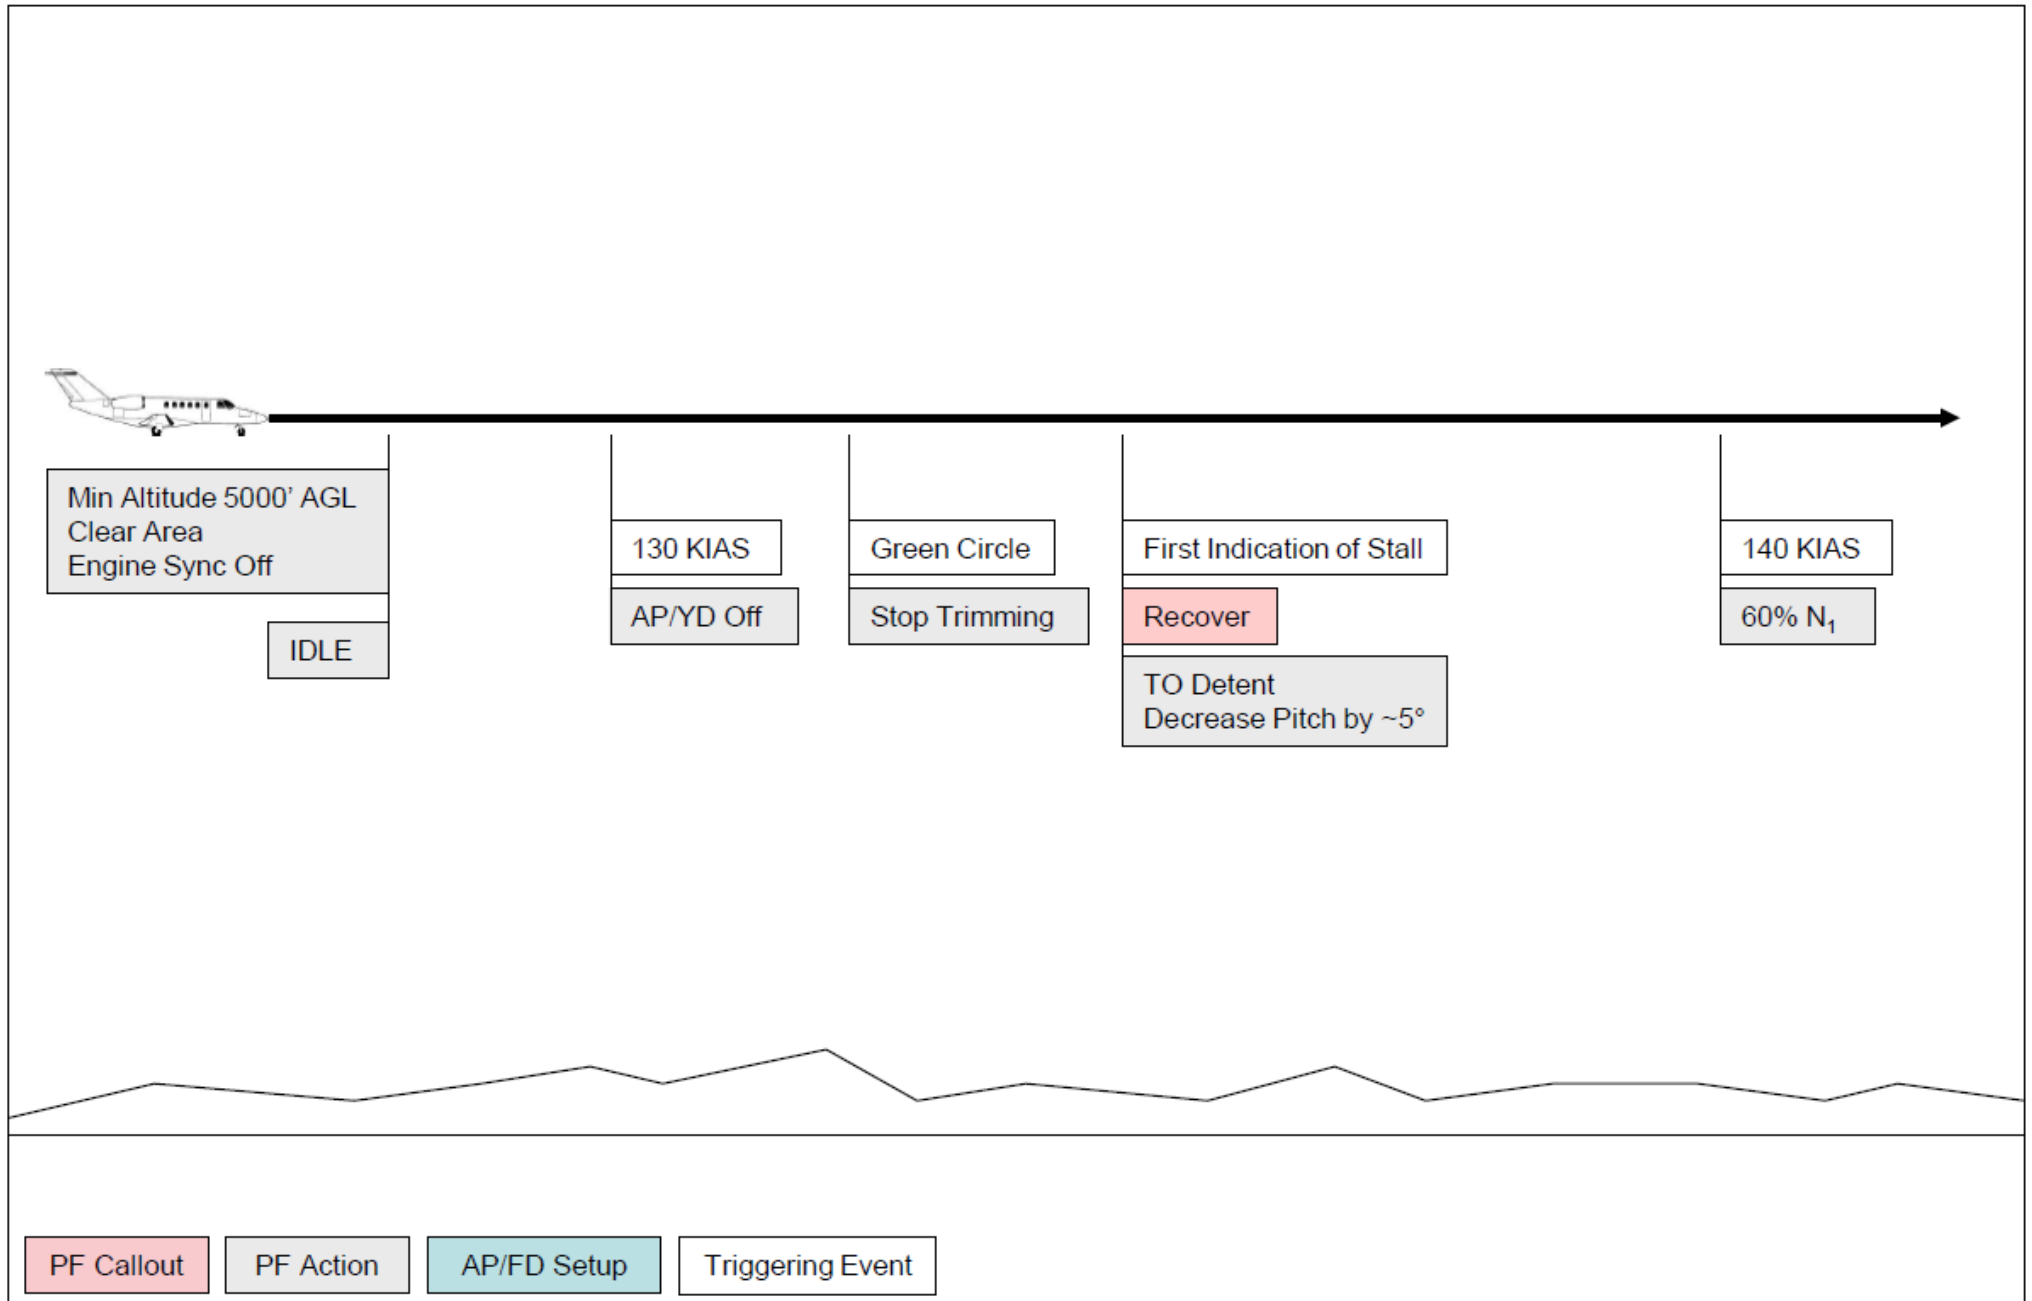 Min Altitude 5000’ AGL
Clear Area
Engine Sync Off
IDLE
130 KIAS
AP/YD Off
Green Circle
Stop Trimming
First Indication of Stall
Recover
TO Detent
Decrease Pitch by ~5°
140 KIAS
60% N₁
PF Callout
PF Action
AP/FD Setup
Triggering Event